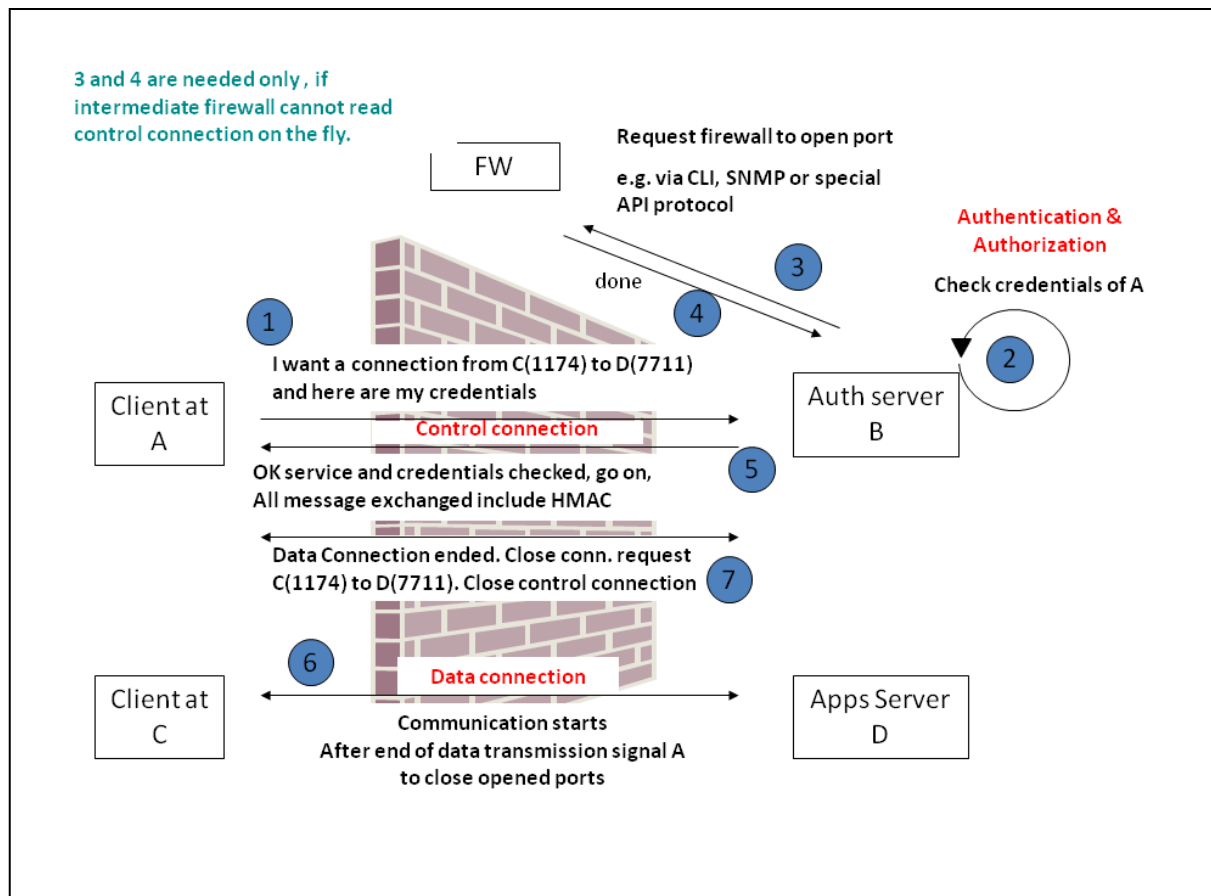 3 and 4 are needed only , if
intermediate firewall cannot read
control connection on the fly.
FW
Request firewall to open port
e.g. via CLI, SNMP or special
API protocol
Authentication &
Authorization
Check credentials of A
3
done
4
2
1
I want a connection from C(1174) to D(7711)
and here are my credentials
Client at
A
Auth server
B
Control connection
5
OK service and credentials checked, go on,
All message exchanged include HMAC
Data Connection ended. Close conn. request
C(1174) to D(7711). Close control connection
7
6
Data connection
Client at
C
Apps Server
D
Communication starts
After end of data transmission signal A
to close opened ports